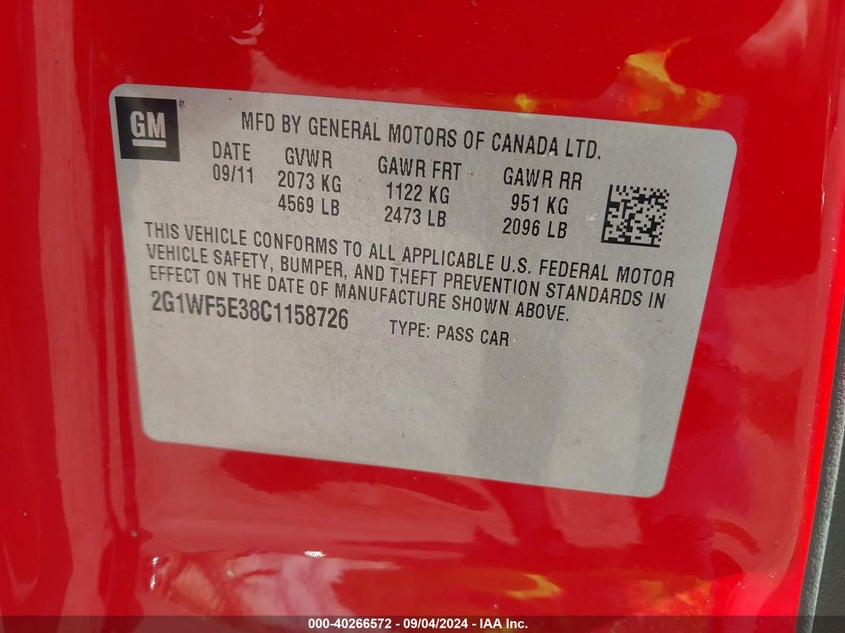 GM ®
MFD BY GENERAL MOTORS OF CANADA LTD.
DATE GVWR GAWR FRT GAWR RR
09/11 2073 KG 1122 KG 951 KG
4569 LB 2473 LB 2096 LB
THIS VEHICLE CONFORMS TO ALL APPLICABLE U.S. FEDERAL MOTOR
VEHICLE SAFETY, BUMPER, AND THEFT PREVENTION STANDARDS IN
EFFECT ON THE DATE OF MANUFACTURE SHOWN ABOVE.
2G1WF5E38C1158726 TYPE: PASS CAR
000-40266572 - 09/04/2024 - IAA Inc.